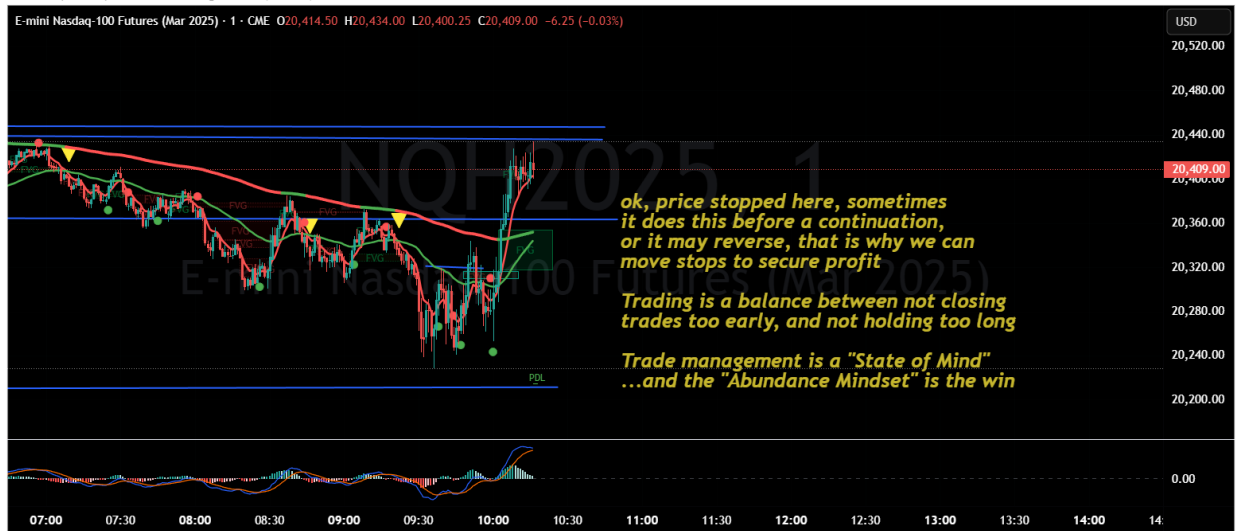 E-mini Nasdaq-100 Futures (Mar 2025) · 1 · CME O20,414.50 H20,434.00 L20,400.25 C20,409.00 −6.25 (−0.03%)
USD
20,520.00
20,480.00
20,440.00
20,409.00
20,400.00
20,360.00
20,320.00
20,280.00
20,240.00
20,200.00
NQH2025, 1
E-mini Nasdaq-100 Futures (Mar 2025)
FVG
FVG
FVG
FVG
FVG
FVG
ok, price stopped here, sometimes
it does this before a continuation,
or it may reverse, that is why we can
move stops to secure profit
Trading is a balance between not closing
trades too early, and not holding too long
Trade management is a "State of Mind"
...and the "Abundance Mindset" is the win
PDL
0.00
07:00 07:30 08:00 08:30 09:00 09:30 10:00 10:30 11:00 11:30 12:00 12:30 13:00 13:30 14:00 14: